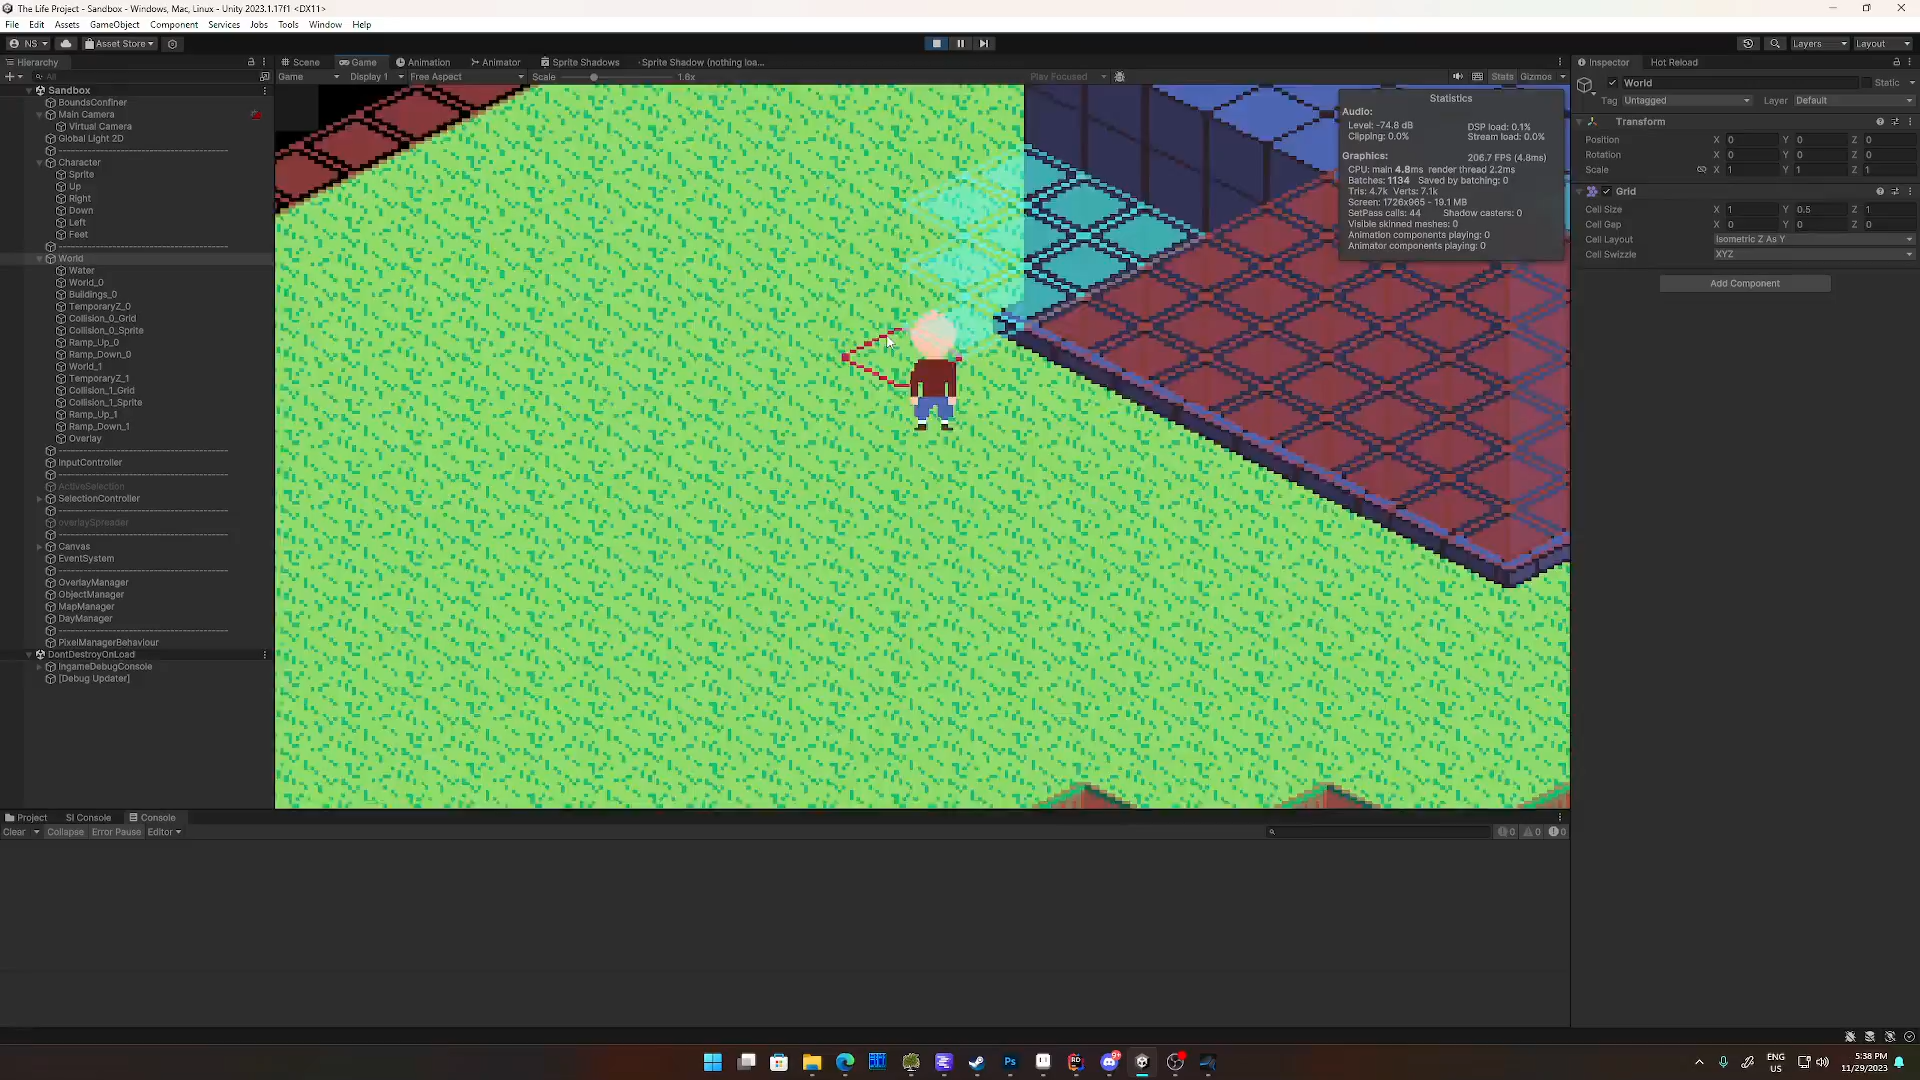 The Life Project - Sandbox - Windows, Mac, Linux - Unity 2023.1.17f1 <DX11>
File Edit Assets GameObject Component Services Jobs Tools Window Help
NS Asset Store Layers Layout
Hierarchy
All
Sandbox
BoundsConfiner
Main Camera
Virtual Camera
Global Light 2D
Character
Sprite
Up
Right
Down
Left
Feet
World
Water
World_0
Buildings_0
TemporaryZ_0
Collision_0_Grid
Collision_0_Sprite
Ramp_Up_0
Ramp_Down_0
World_1
TemporaryZ_1
Collision_1_Grid
Collision_1_Sprite
Ramp_Up_1
Ramp_Down_1
Overlay
InputController
ActiveSelection
SelectionController
overlaySpreader
Canvas
EventSystem
OverlayManager
ObjectManager
MapManager
DayManager
PixelManagerBehaviour
DontDestroyOnLoad
IngameDebugConsole
[Debug Updater]
Scene Game Animation Animator Sprite Shadows Sprite Shadow (nothing loa...
Game Display 1 Free Aspect Scale 1.6x Play Focused Stats Gizmos
Statistics
Audio:
Level: -74.8 dB DSP load: 0.1%
Clipping: 0.0% Stream load: 0.0%
Graphics: 206.7 FPS (4.8ms)
CPU: main 4.8ms render thread 2.2ms
Batches: 1134 Saved by batching: 0
Tris: 4.7k Verts: 7.1k
Screen: 1726x965 - 19.1 MB
SetPass calls: 44 Shadow casters: 0
Visible skinned meshes: 0
Animation components playing: 0
Animator components playing: 0
Inspector Hot Reload
World Static
Tag Untagged Layer Default
Transform
Position X 0 Y 0 Z 0
Rotation X 0 Y 0 Z 0
Scale X 1 Y 1 Z 1
Grid
Cell Size X 1 Y 0.5 Z 1
Cell Gap X 0 Y 0 Z 0
Cell Layout Isometric Z As Y
Cell Swizzle XYZ
Add Component
Project SI Console Console
Clear Collapse Error Pause Editor 0 0 0
ENG
US
5:38 PM
11/29/2023